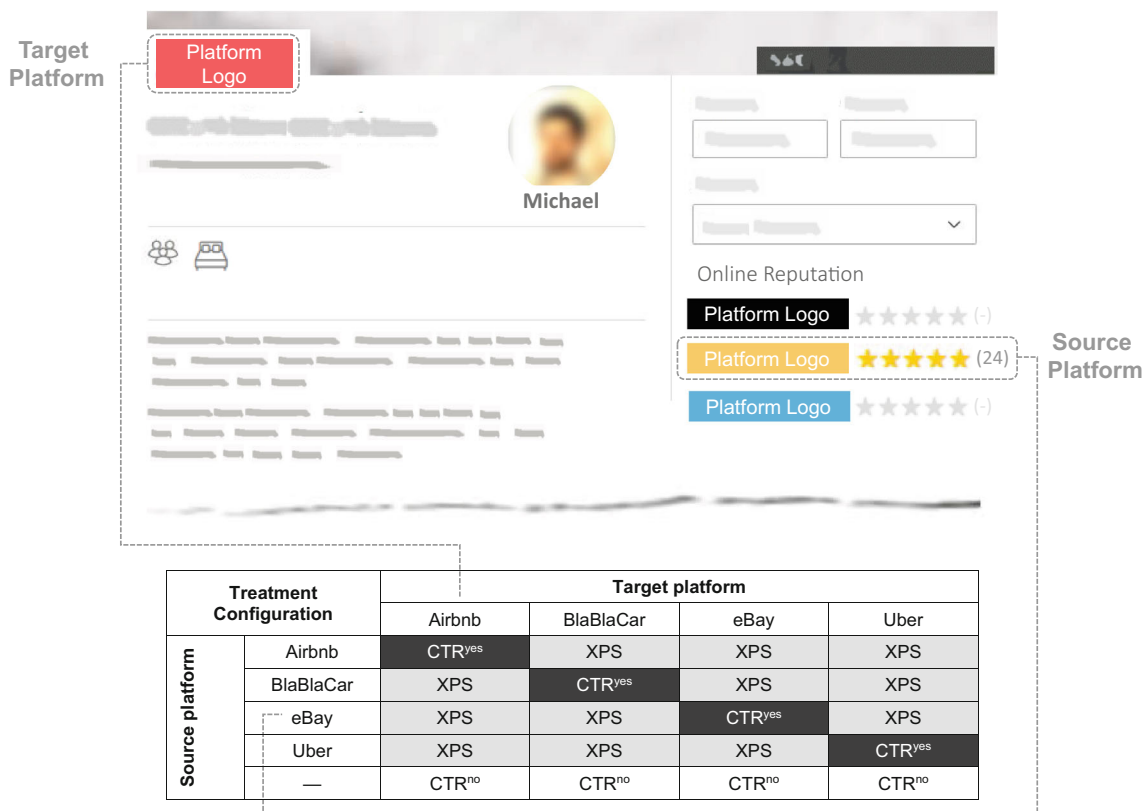 Target
Platform
Platform
Logo
Michael
Online Reputation
Platform Logo (-)
Platform Logo (24)
Platform Logo (-)
Source
Platform
Treatment
Configuration
Target platform
Airbnb BlaBlaCar eBay Uber
Source platform
Airbnb CTRyes XPS XPS XPS
BlaBlaCar XPS CTRyes XPS XPS
eBay XPS XPS CTRyes XPS
Uber XPS XPS XPS CTRyes
— CTRno CTRno CTRno CTRno